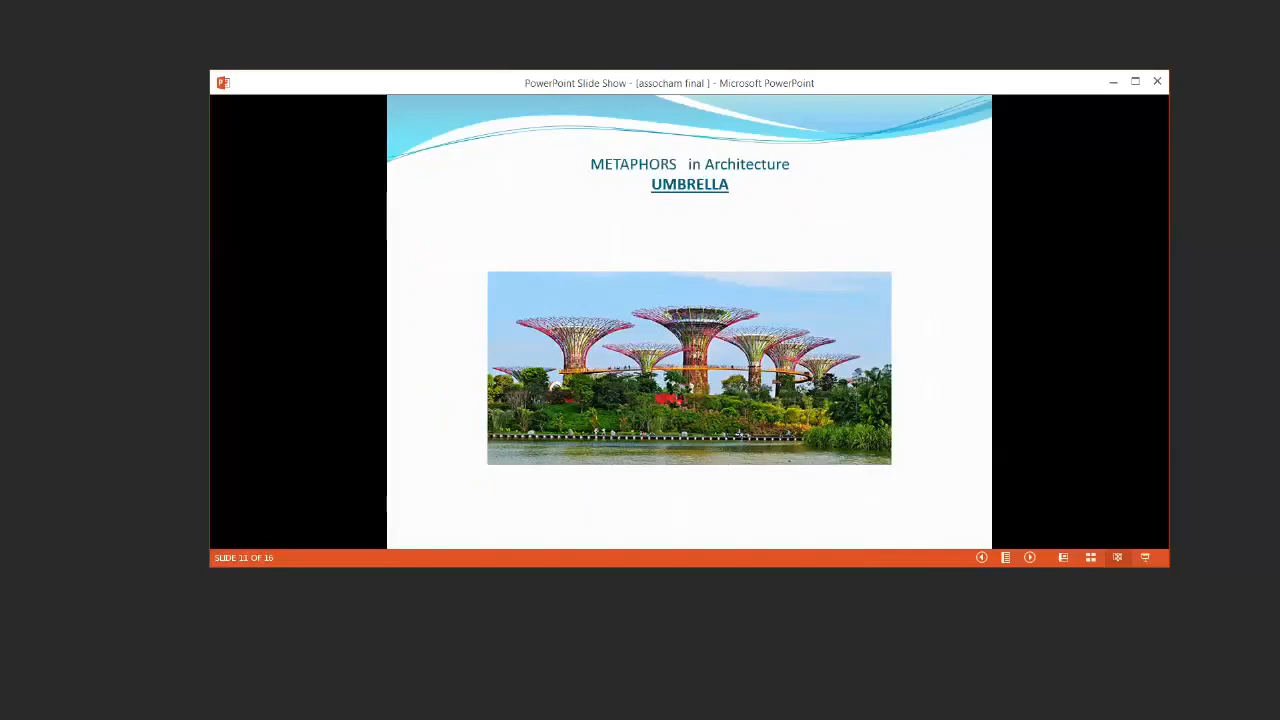 PowerPoint Slide Show - [assocham final ] - Microsoft PowerPoint
METAPHORS in Architecture
UMBRELLA
SLIDE 11 OF 16